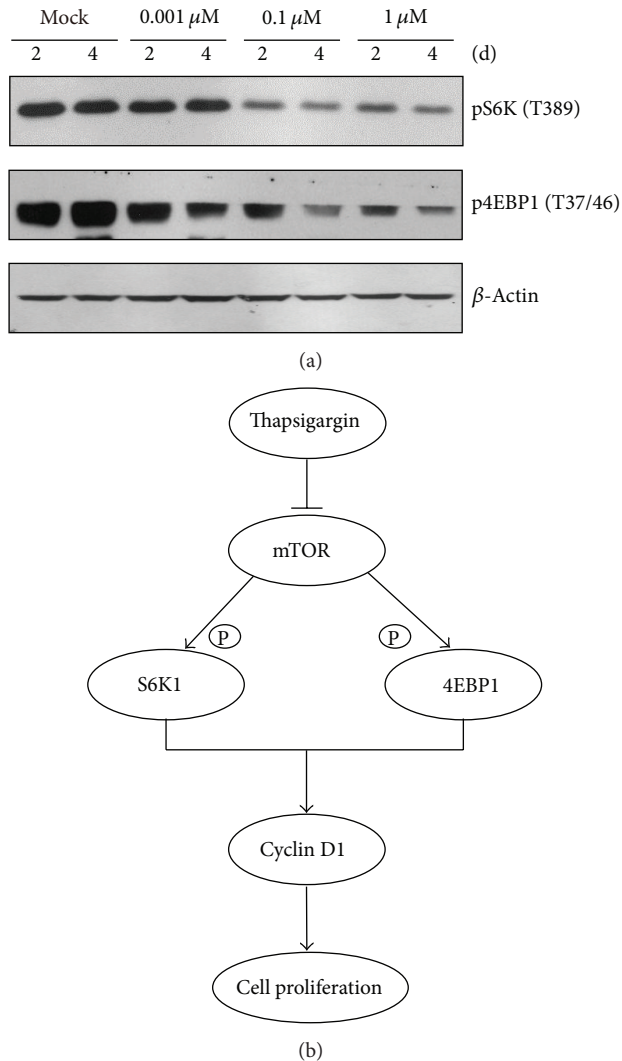 Mock 0.001 μM 0.1 μM 1 μM
2 4 2 4 2 4 2 4 (d)
pS6K (T389)
p4EBP1 (T37/46)
β-Actin
(a)
Thapsigargin
mTOR
P P
S6K1 4EBP1
Cyclin D1
Cell proliferation
(b)